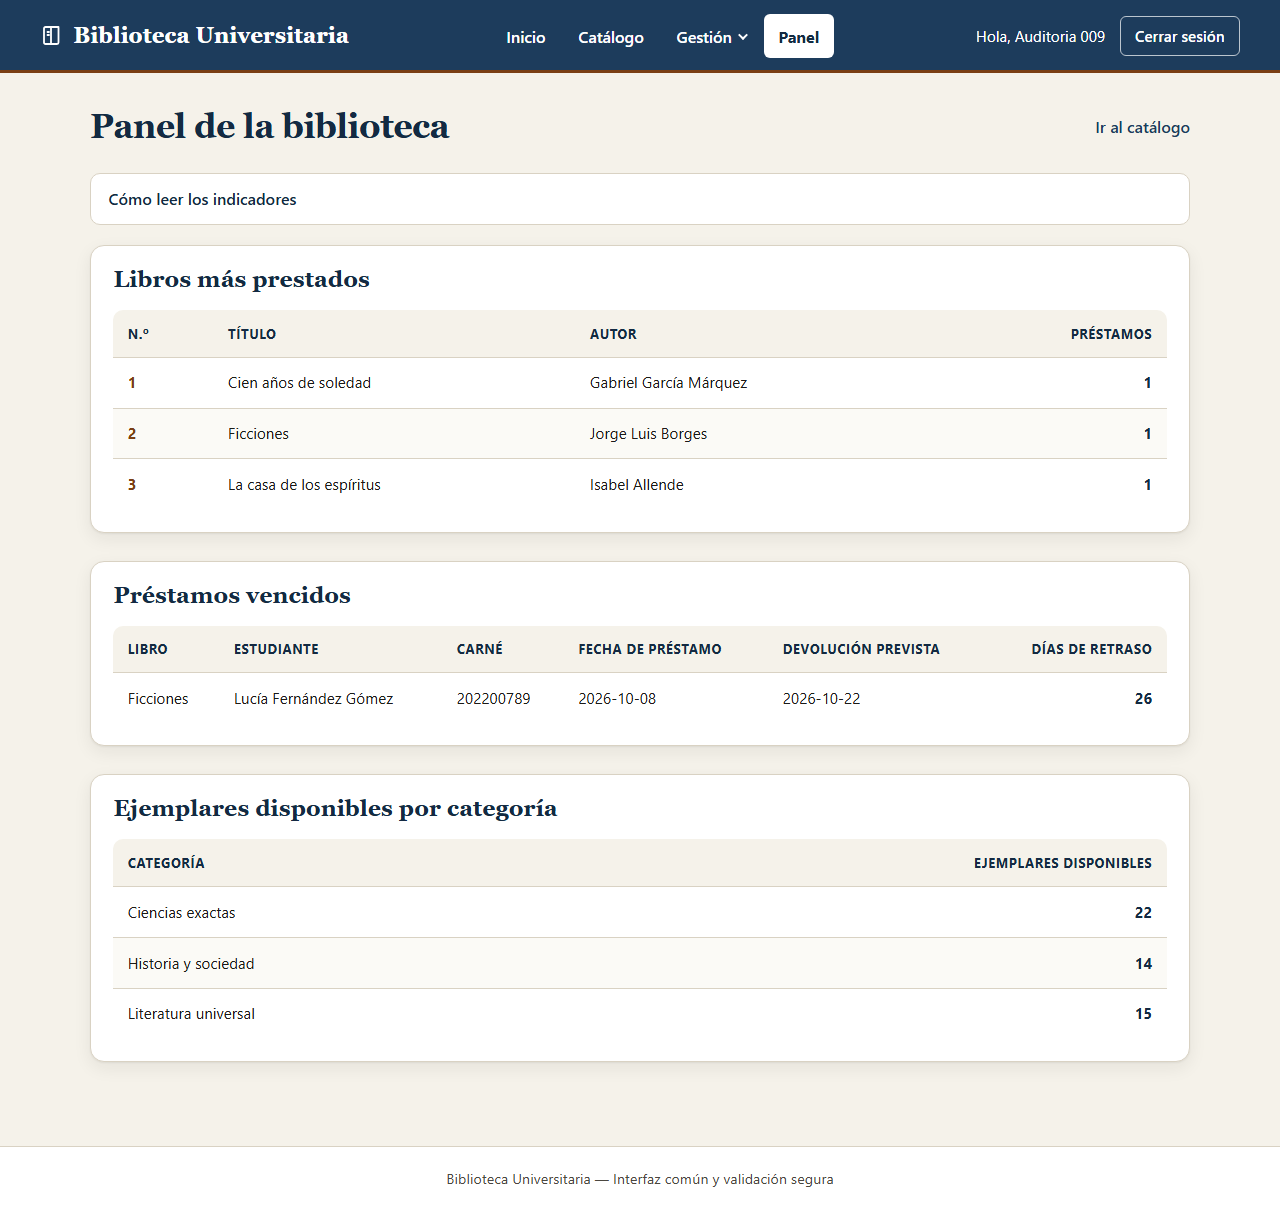 Biblioteca Universitaria
Inicio Catálogo Gestión Panel
Hola, Auditoria 009 Cerrar sesión
Panel de la biblioteca
Ir al catálogo
Cómo leer los indicadores
Libros más prestados
N.º TÍTULO AUTOR PRÉSTAMOS
1 Cien años de soledad Gabriel García Márquez 1
2 Ficciones Jorge Luis Borges 1
3 La casa de los espíritus Isabel Allende 1
Préstamos vencidos
LIBRO ESTUDIANTE CARNÉ FECHA DE PRÉSTAMO DEVOLUCIÓN PREVISTA DÍAS DE RETRASO
Ficciones Lucía Fernández Gómez 202200789 2026-10-08 2026-10-22 26
Ejemplares disponibles por categoría
CATEGORÍA EJEMPLARES DISPONIBLES
Ciencias exactas 22
Historia y sociedad 14
Literatura universal 15
Biblioteca Universitaria — Interfaz común y validación segura